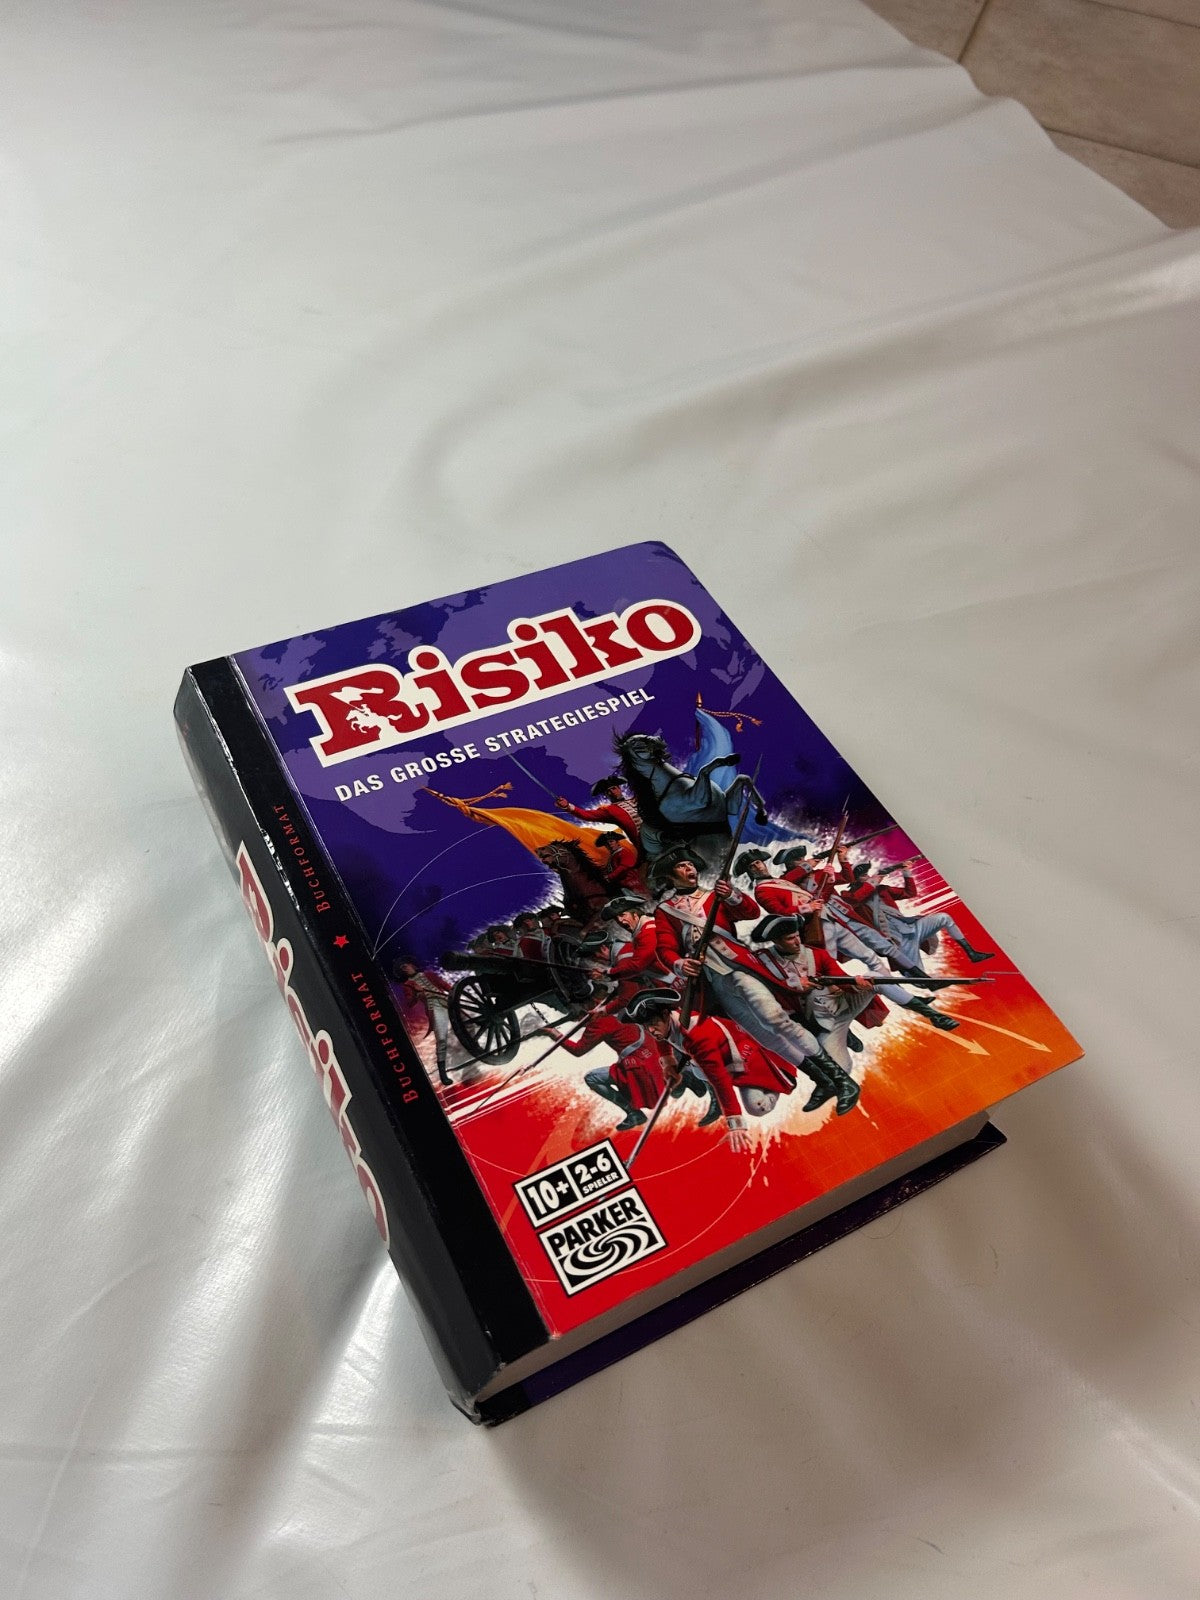 Risiko
DAS GROSSE STRATEGIESPIEL
BUCHFORMAT ★ BUCHFORMAT
Risiko
10+
2-6
SPIELER
PARKER